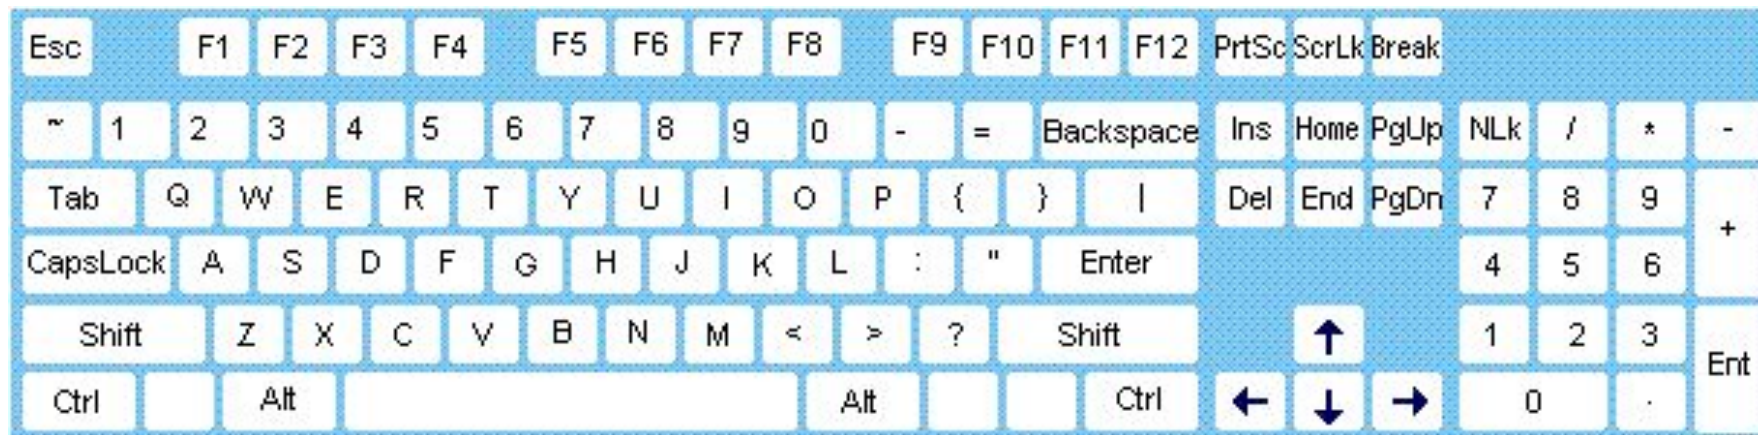 Esc F1 F2 F3 F4 F5 F6 F7 F8 F9 F10 F11 F12 PrtSc ScrLk Break
~ 1 2 3 4 5 6 7 8 9 0 - = Backspace Ins Home PgUp NLk / * -
Tab Q W E R T Y U I O P { } | Del End PgDn 7 8 9 +
CapsLock A S D F G H J K L : " Enter 4 5 6
Shift Z X C V B N M < > ? Shift ↑ 1 2 3 Ent
Ctrl Alt Alt Ctrl ← ↓ → 0 .